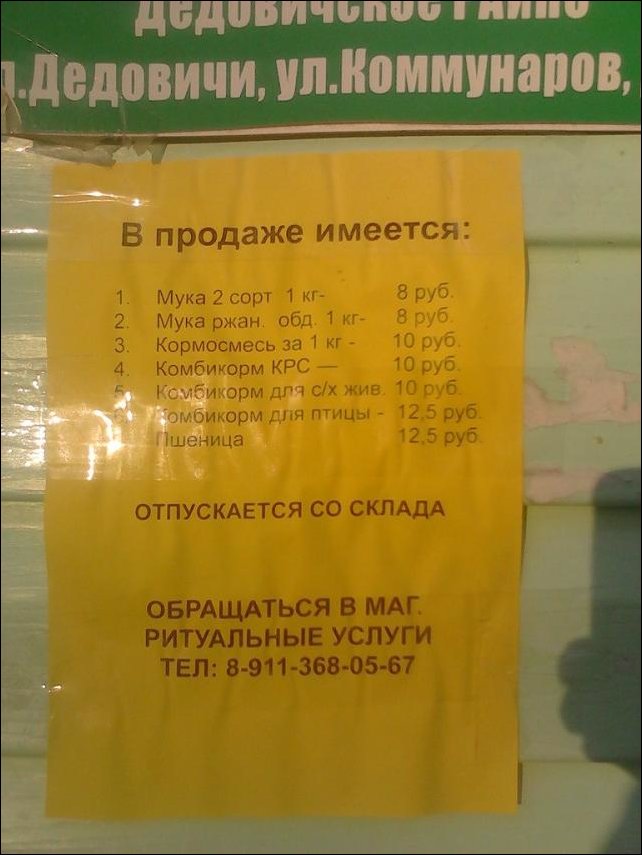 Дедовичское РАЙПО
п.Дедовичи, ул.Коммунаров,
В продаже имеется:
1. Мука 2 сорт 1 кг- 8 руб.
2. Мука ржан. обд. 1 кг- 8 руб.
3. Кормосмесь за 1 кг - 10 руб.
4. Комбикорм КРС — 10 руб.
5. Комбикорм для с/х жив. 10 руб.
6. Комбикорм для птицы - 12,5 руб.
Пшеница 12,5 руб.
ОТПУСКАЕТСЯ СО СКЛАДА
ОБРАЩАТЬСЯ В МАГ.
РИТУАЛЬНЫЕ УСЛУГИ
ТЕЛ: 8-911-368-05-67